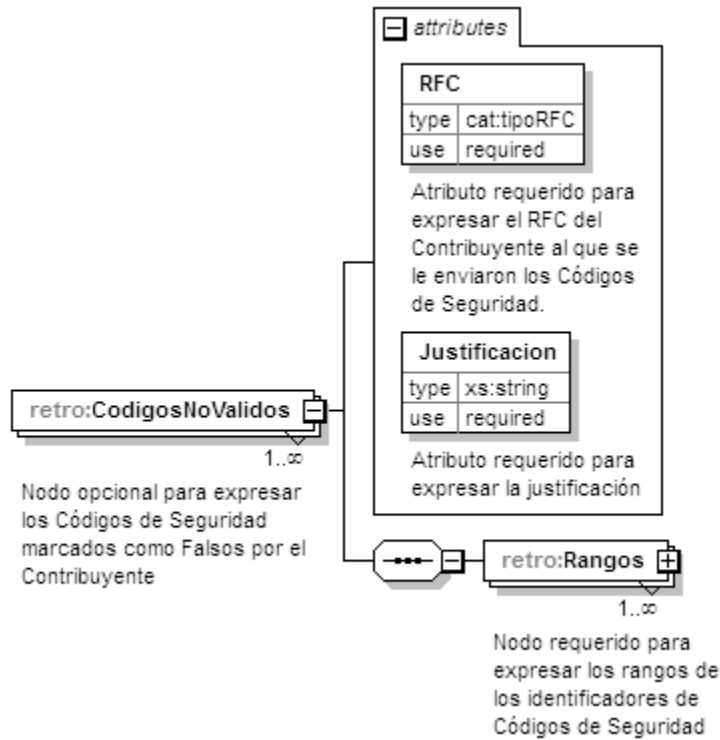 attributes
RFC
type cat:tipoRFC
use required
Atributo requerido para
expresar el RFC del
Contribuyente al que se
le enviaron los Códigos
de Seguridad.
Justificacion
type xs:string
use required
Atributo requerido para
expresar la justificación
retro:CodigosNoValidos
1..∞
Nodo opcional para expresar
los Códigos de Seguridad
marcados como Falsos por el
Contribuyente
retro:Rangos
1..∞
Nodo requerido para
expresar los rangos de
los identificadores de
Códigos de Seguridad